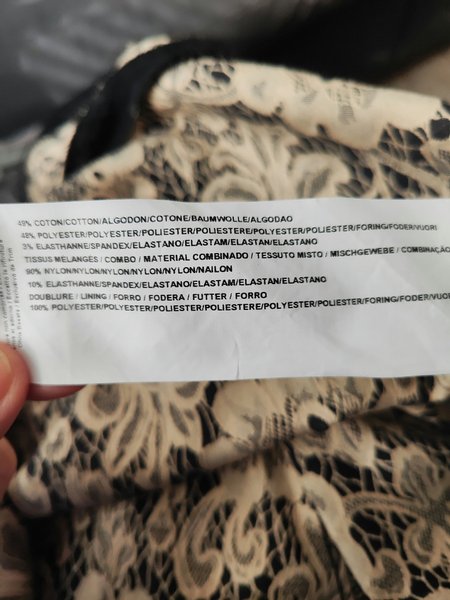 49% COTON/COTTON/ALGODON/COTONE/BAUMWOLLE/ALGODAO
48% POLYESTER/POLYESTER/POLIESTER/POLIESTERE/POLYESTER/POLIESTER/FORING/FODER/VUORI
3% ELASTHANNE/SPANDEX/ELASTANO/ELASTAM/ELASTAN/ELASTANO
TISSUS MELANGES / COMBO / MATERIAL COMBINADO / TESSUTO MISTO / MISCHGEWEBE / COMBINAÇÃO
90% NYLON/NYLON/NYLON/NYLON/NYLON/NAILON
10% ELASTHANNE/SPANDEX/ELASTANO/ELASTAM/ELASTAN/ELASTANO
DOUBLURE / LINING / FORRO / FODERA / FUTTER / FORRO
100% POLYESTER/POLYESTER/POLIESTER/POLIESTERE/POLYESTER/POLIESTER/FORING/FODER/VUO